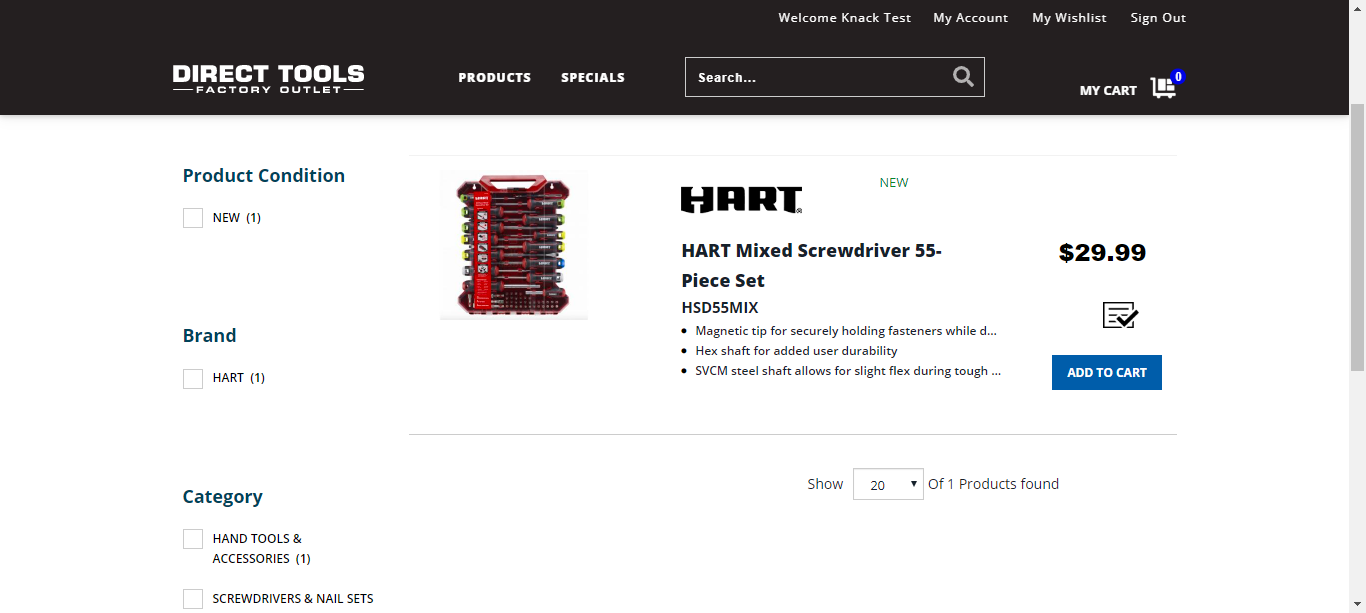 Welcome Knack Test My Account My Wishlist Sign Out
DIRECT TOOLS
FACTORY OUTLET
PRODUCTS SPECIALS
Search...
MY CART 0
Product Condition
NEW (1)
Brand
HART (1)
Category
HAND TOOLS &
ACCESSORIES (1)
SCREWDRIVERS & NAIL SETS
HART®
NEW
HART Mixed Screwdriver 55-
Piece Set
HSD55MIX
• Magnetic tip for securely holding fasteners while d...
• Hex shaft for added user durability
• SVCM steel shaft allows for slight flex during tough ...
$29.99
ADD TO CART
Show 20 Of 1 Products found